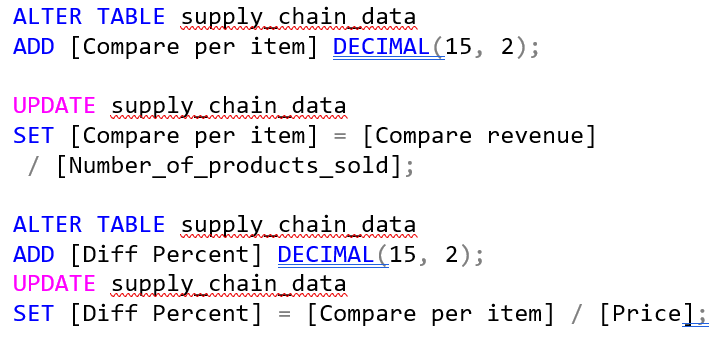 ALTER TABLE supply_chain_data
ADD [Compare per item] DECIMAL(15, 2);
UPDATE supply_chain_data
SET [Compare per item] = [Compare revenue]
/ [Number_of_products_sold];
ALTER TABLE supply_chain_data
ADD [Diff Percent] DECIMAL(15, 2);
UPDATE supply_chain_data
SET [Diff Percent] = [Compare per item] / [Price];